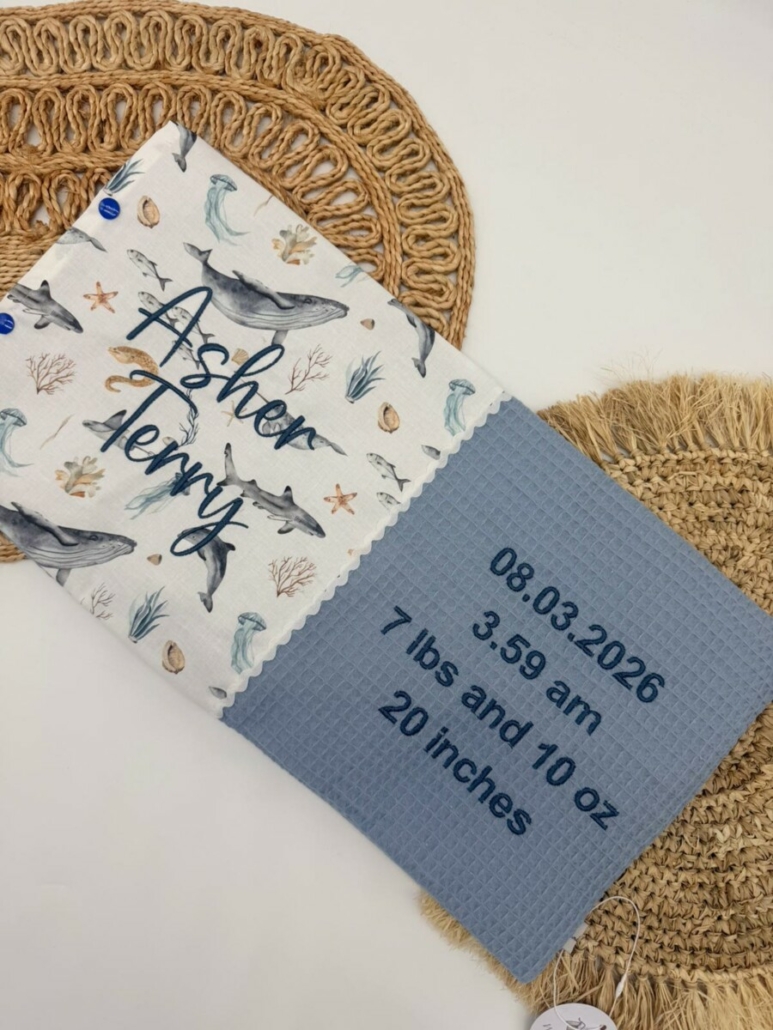 Asher
Terry
08.03.2026
3.59 am
7 lbs and 10 oz
20 inches